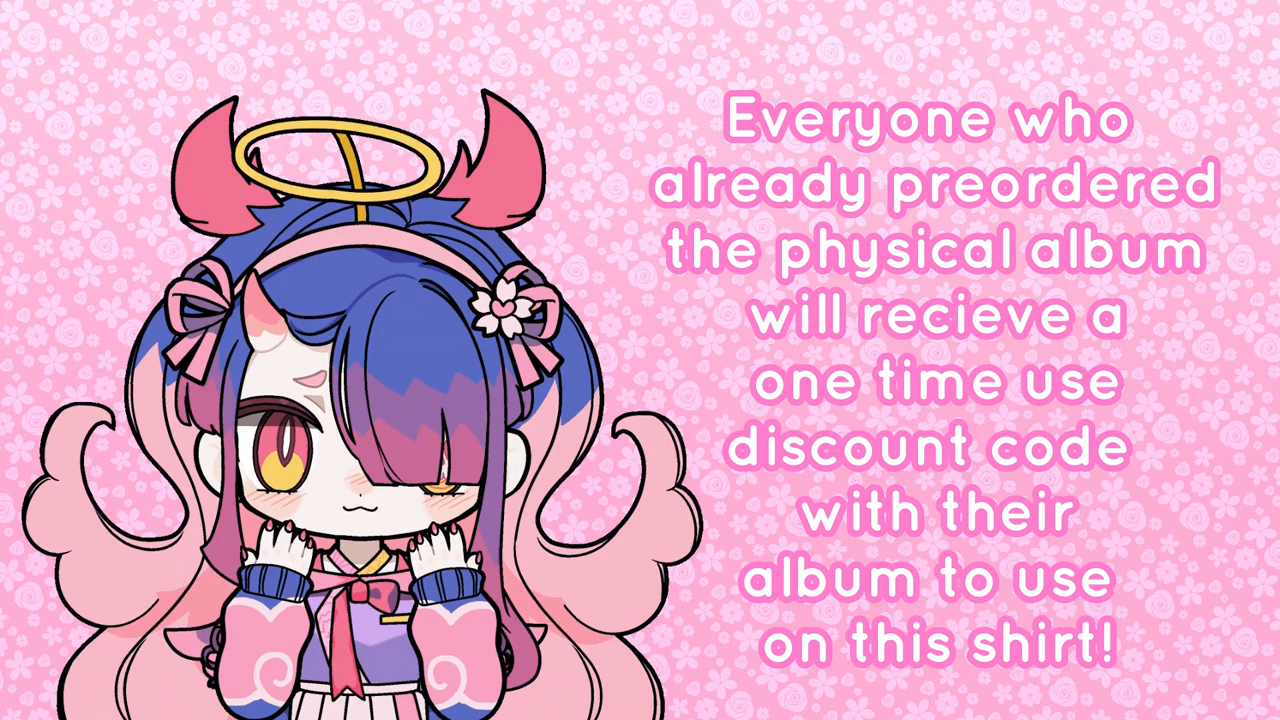 Everyone who
already preordered
the physical album
will recieve a
one time use
discount code
with their
album to use
on this shirt!